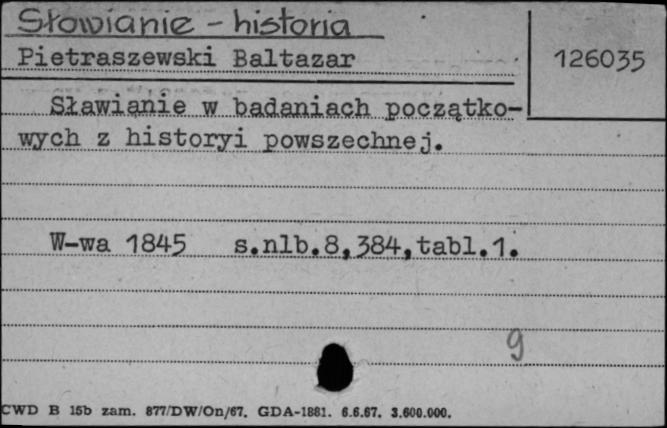 Słowianie - historia
Pietraszewski Baltazar
126035
Sławianie w badaniach początko-
wych z historyi powszechnej.
W-wa 1845 s.nlb.8,384,tabl.1.
9
CWD B 15b zam. 877/DW/On/67. GDA-1881. 6.6.67. 3.600.000.